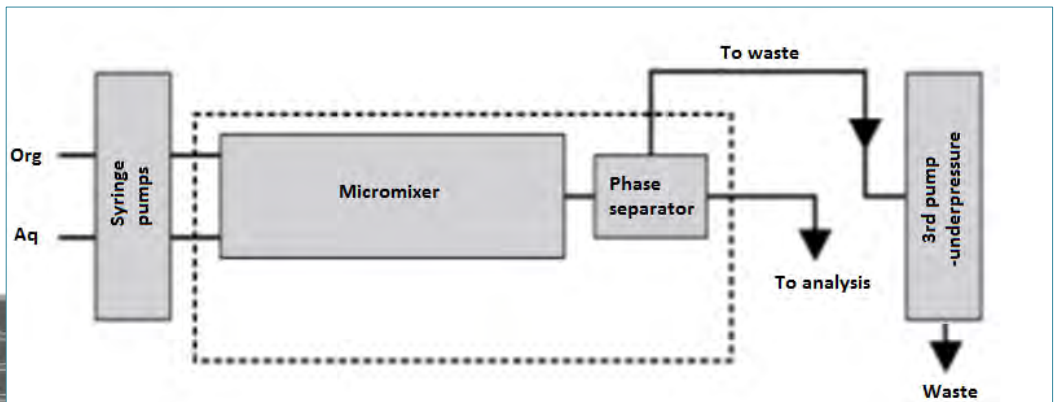 To waste
Org
Aq
Syringe
pumps
Micromixer
Phase
separator
To analysis
3rd pump
-underpressure
Waste